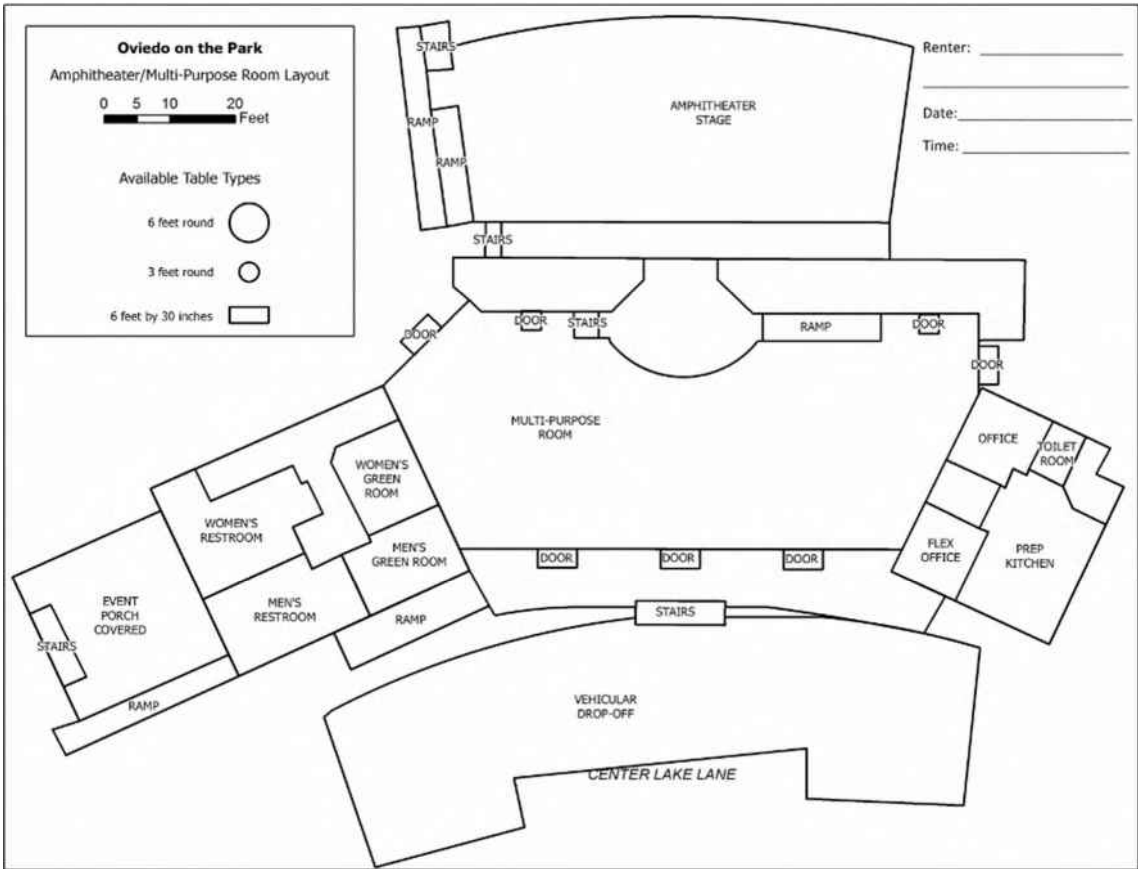 Oviedo on the Park
Amphitheater/Multi-Purpose Room Layout
0 5 10 20
Feet
Available Table Types
6 feet round
3 feet round
6 feet by 30 inches
Renter:
Date:
Time:
STAIRS
RAMP
RAMP
AMPHITHEATER
STAGE
STAIRS
DOOR
DOOR
STAIRS
RAMP
DOOR
DOOR
MULTI-PURPOSE
ROOM
OFFICE
TOILET
ROOM
WOMEN'S
GREEN
ROOM
WOMEN'S
RESTROOM
MEN'S
GREEN ROOM
DOOR
DOOR
DOOR
FLEX
OFFICE
PREP
KITCHEN
EVENT
PORCH
COVERED
MEN'S
RESTROOM
RAMP
STAIRS
STAIRS
RAMP
VEHICULAR
DROP-OFF
CENTER LAKE LANE